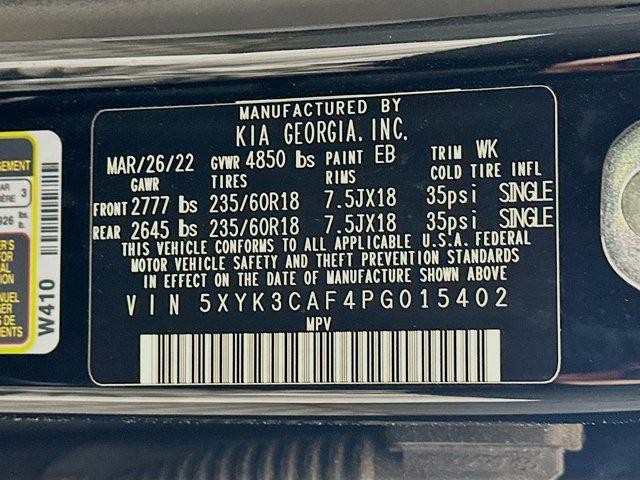 MANUFACTURED BY
KIA GEORGIA, INC.
MAR/26/22 GVWR 4850 lbs PAINT EB TRIM WK
GAWR TIRES RIMS COLD TIRE INFL
FRONT 2777 lbs 235/60R18 7.5JX18 35psi SINGLE
REAR 2645 lbs 235/60R18 7.5JX18 35psi SINGLE
THIS VEHICLE CONFORMS TO ALL APPLICABLE U.S.A. FEDERAL
MOTOR VEHICLE SAFETY AND THEFT PREVENTION STANDARDS
IN EFFECT ON THE DATE OF MANUFACTURE SHOWN ABOVE
VIN 5XYK3CAF4PG015402
MPV
3
W410